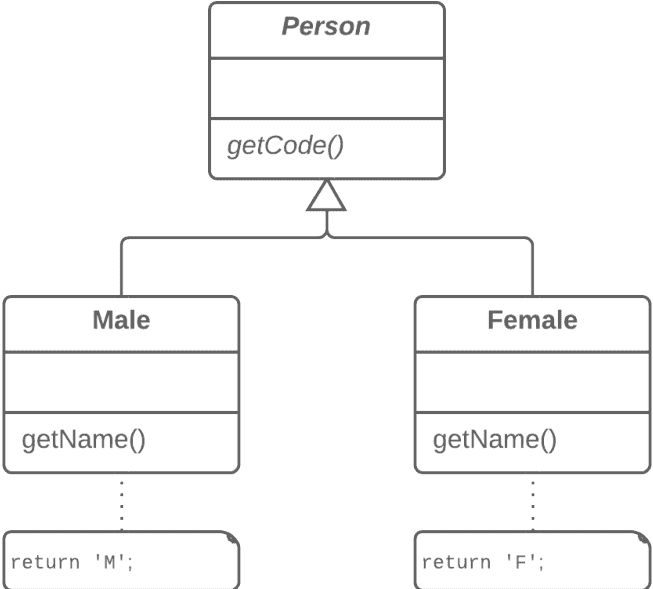 Person
getCode()
Male
Female
getName()
getName()
return 'M';
return 'F';